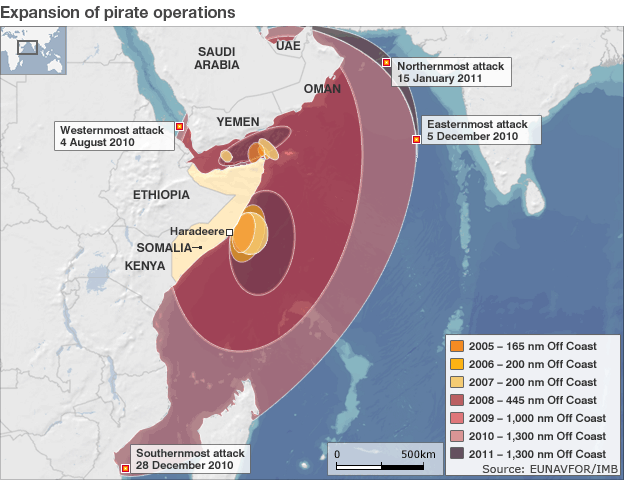 Expansion of pirate operations
SAUDI
ARABIA
UAE
OMAN
Northernmost attack
15 January 2011
YEMEN
Westernmost attack
4 August 2010
Easternmost attack
5 December 2010
ETHIOPIA
Haradeere
SOMALIA
KENYA
2005 – 165 nm Off Coast
2006 – 200 nm Off Coast
2007 – 200 nm Off Coast
2008 – 445 nm Off Coast
2009 – 1,000 nm Off Coast
2010 – 1,300 nm Off Coast
2011 – 1,300 nm Off Coast
Source: EUNAVFOR/IMB
Southernmost attack
28 December 2010
0 500km